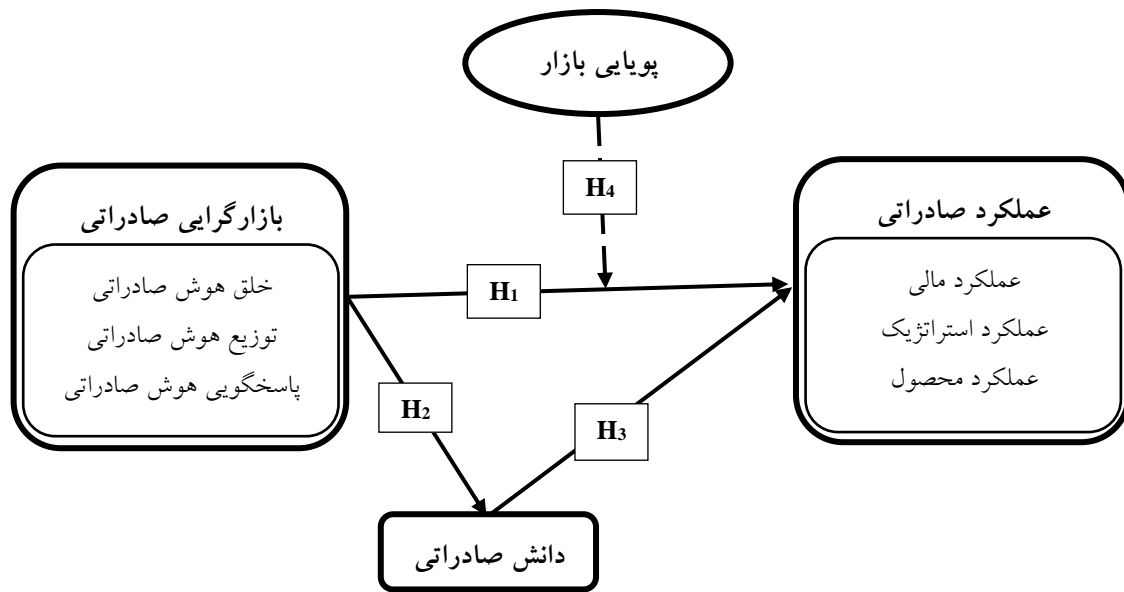 پویایی بازار
H4
عملکرد صادراتی
عملکرد مالی
عملکرد استراتژیک
عملکرد محصول
بازارگرایی صادراتی
خلق هوش صادراتی
توزیع هوش صادراتی
پاسخگویی هوش صادراتی
H1
H2
H3
دانش صادراتی